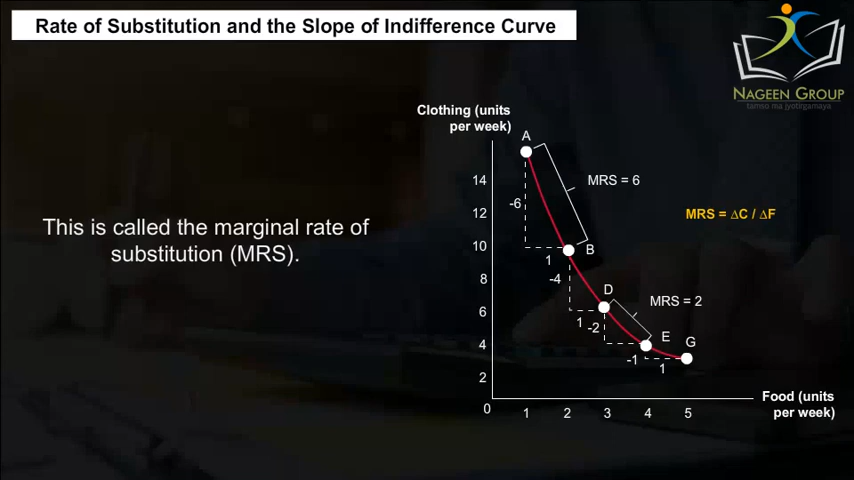 Rate of Substitution and the Slope of Indifference Curve
NAGEEN GROUP
tamso ma jyotirgamaya
Clothing (units
per week)
A
14
MRS = 6
-6
12
MRS = ∆C / ∆F
This is called the marginal rate of
substitution (MRS).
10
B
1
8
-4
D
MRS = 2
6
1
-2
E
G
4
-1
1
2
0
1
2
3
4
5
Food (units
per week)